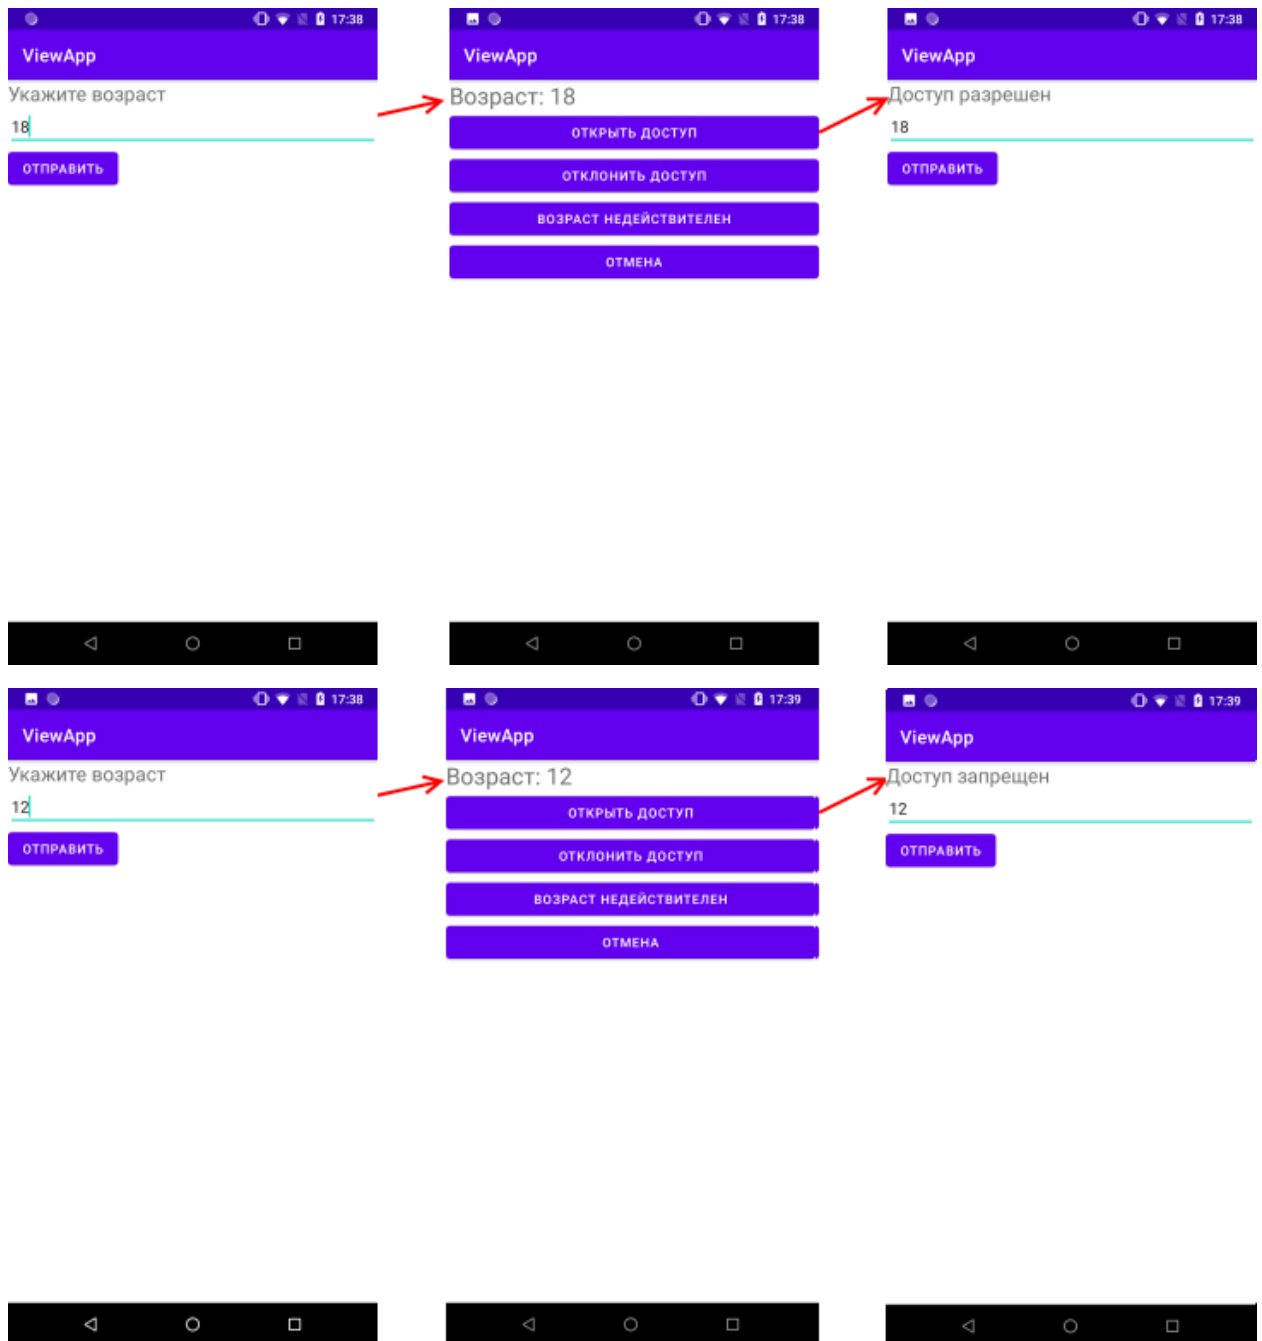 17:38
ViewApp
Укажите возраст
18
ОТПРАВИТЬ
17:38
ViewApp
Возраст: 18
ОТКРЫТЬ ДОСТУП
ОТКЛОНИТЬ ДОСТУП
ВОЗРАСТ НЕДЕЙСТВИТЕЛЕН
ОТМЕНА
17:38
ViewApp
Доступ разрешен
18
ОТПРАВИТЬ
17:38
ViewApp
Укажите возраст
12
ОТПРАВИТЬ
17:39
ViewApp
Возраст: 12
ОТКРЫТЬ ДОСТУП
ОТКЛОНИТЬ ДОСТУП
ВОЗРАСТ НЕДЕЙСТВИТЕЛЕН
ОТМЕНА
17:39
ViewApp
Доступ запрещен
12
ОТПРАВИТЬ